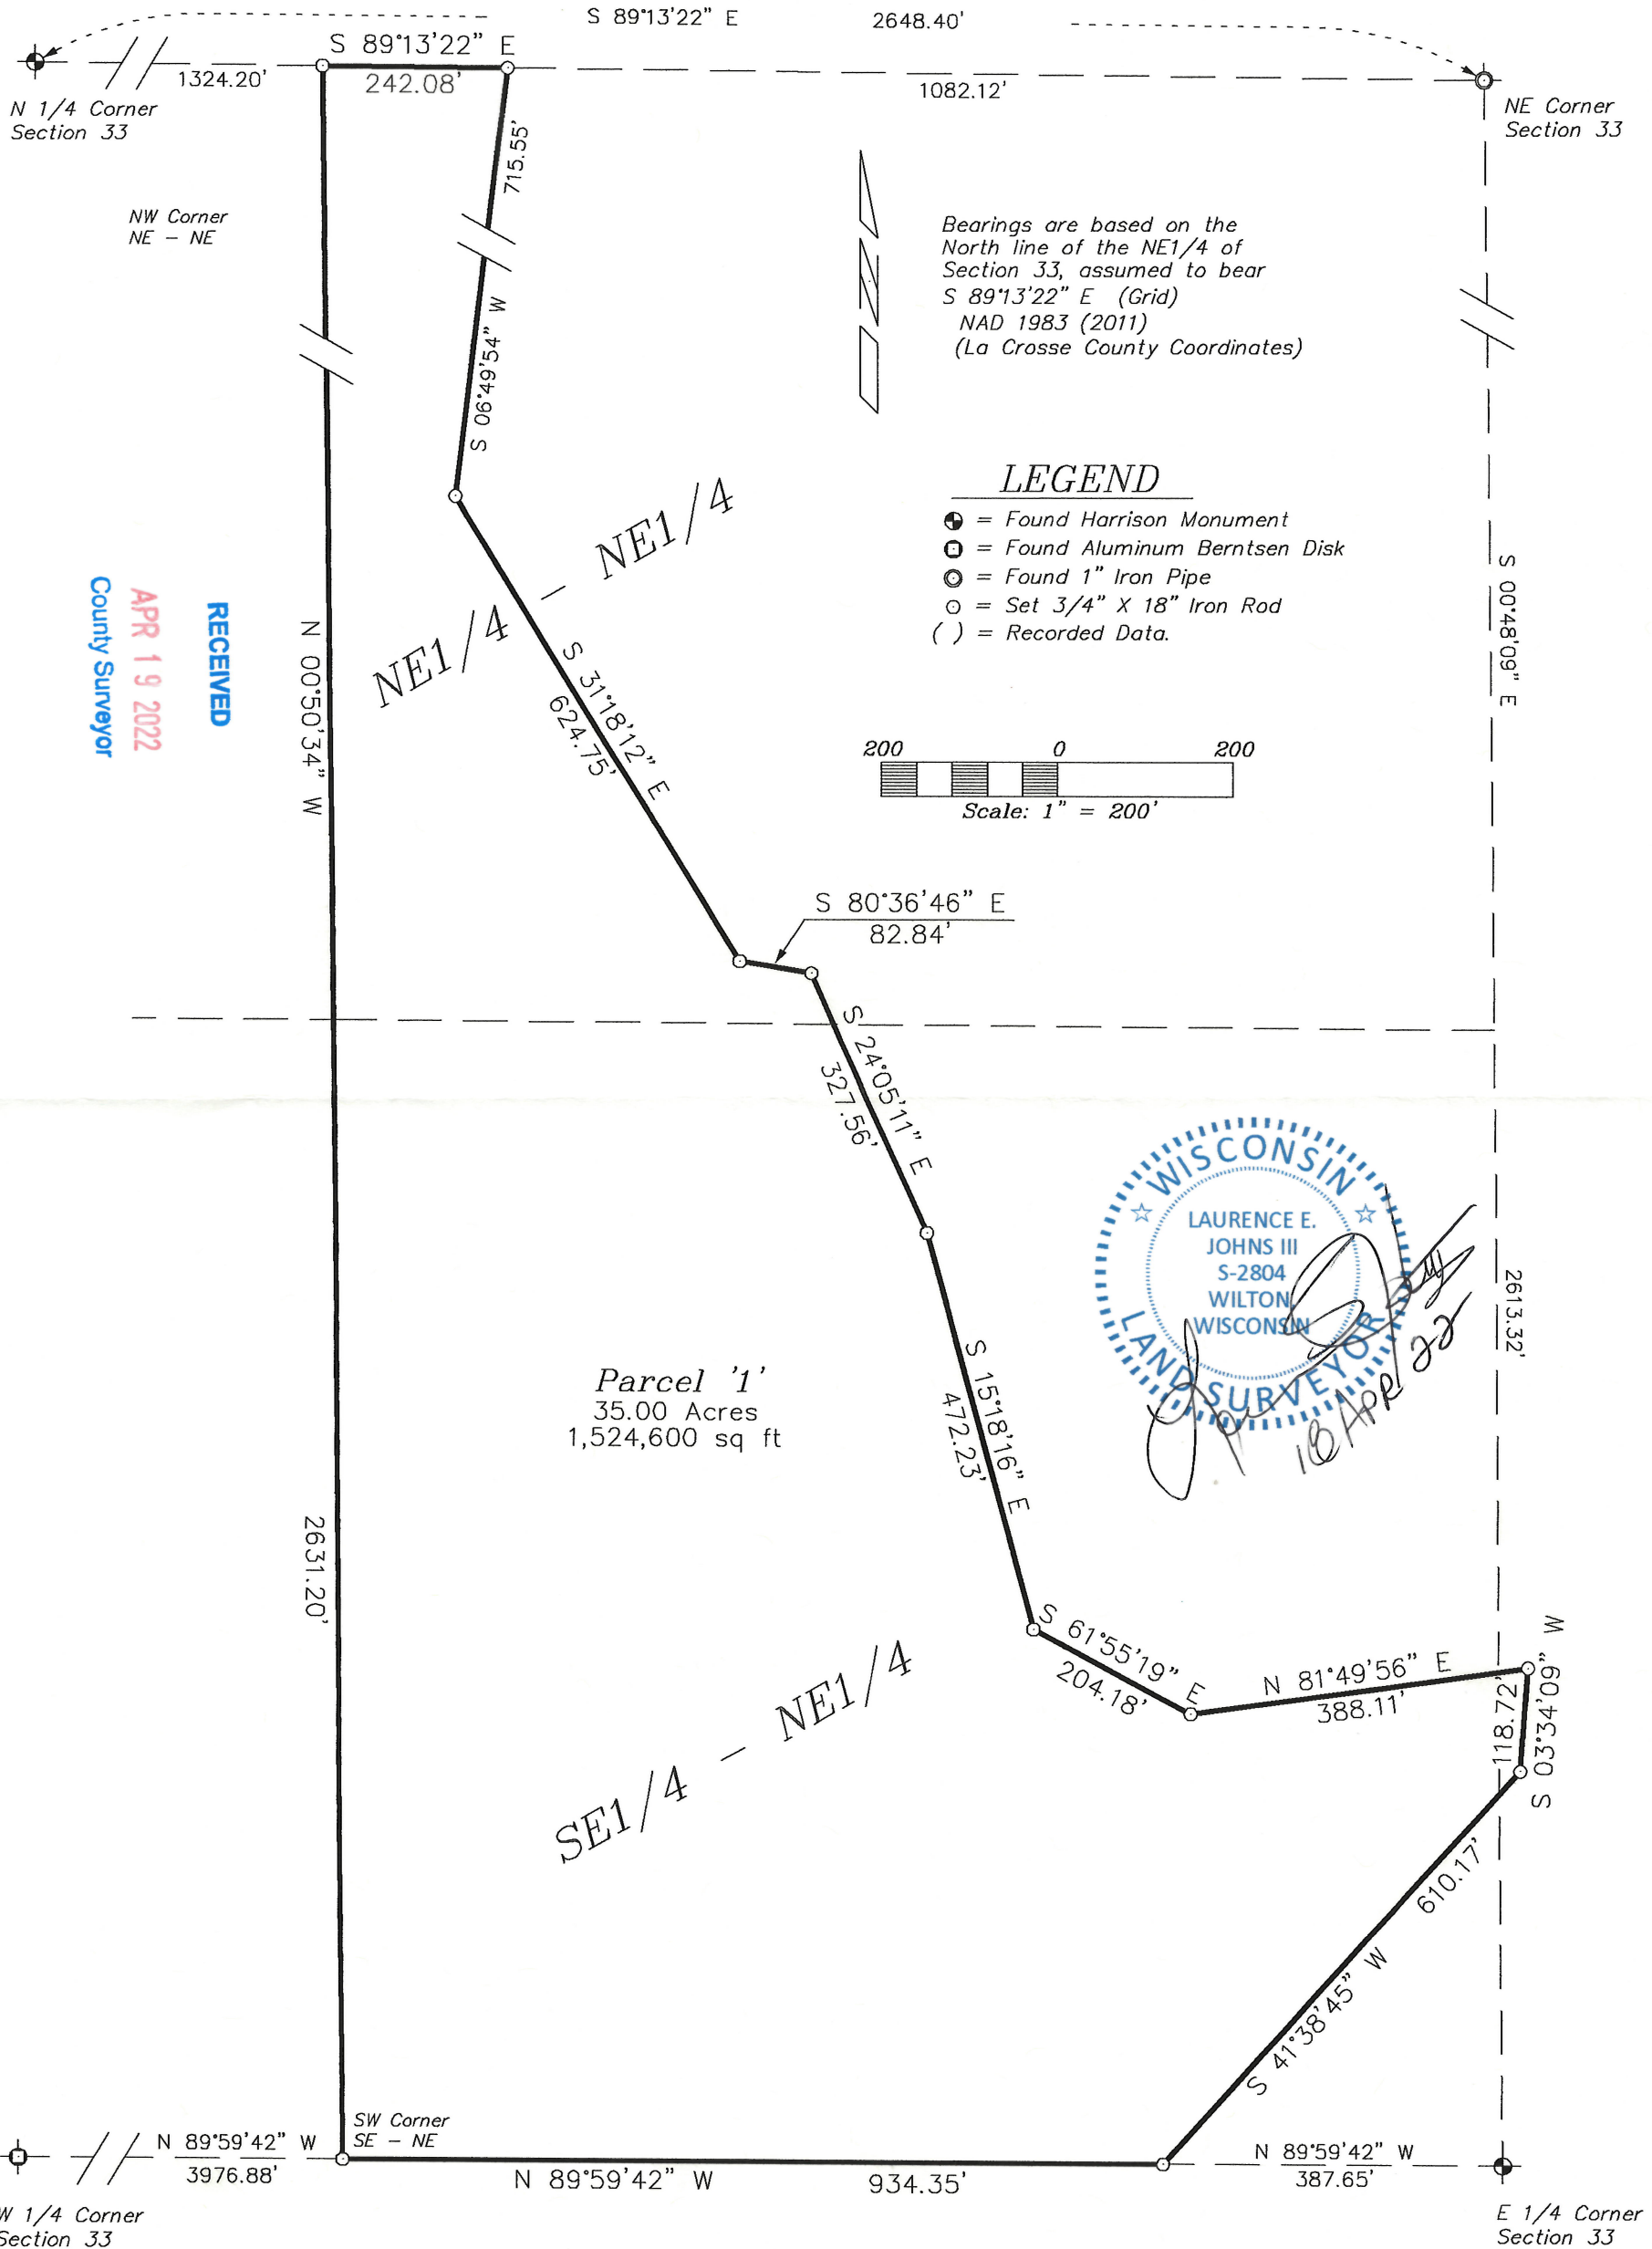 S 89°13'22" E 2648.40'
S 89°13'22" E
1324.20' 242.08' 1082.12'
N 1/4 Corner
Section 33
NE Corner
Section 33
715.55'
S 06°49'54" W
NW Corner
NE - NE
Bearings are based on the
North line of the NE1/4 of
Section 33, assumed to bear
S 89°13'22" E (Grid)
NAD 1983 (2011)
(La Crosse County Coordinates)
N
LEGEND
= Found Harrison Monument
= Found Aluminum Berntsen Disk
= Found 1" Iron Pipe
= Set 3/4" X 18" Iron Rod
( ) = Recorded Data.
NE1/4 - NE1/4
S 00°48'09" E
RECEIVED
APR 19 2022
County Surveyor
N 00°50'34" W
S 31°18'12" E
624.75'
200 0 200
Scale: 1" = 200'
S 80°36'46" E
82.84'
S 24°05'11" E
327.56'
WISCONSIN
LAURENCE E.
JOHNS III
S-2804
WILTON
WISCONSIN
LAND SURVEYOR
18 APR 22
2613.32'
S 15°18'16" E
472.23'
Parcel '1'
35.00 Acres
1,524,600 sq ft
2631.20'
S 61°55'19" E
204.18'
N 81°49'56" E
388.11'
118.72'
S 03°34'09" W
SE1/4 - NE1/4
610.17'
S 41°38'45" W
SW Corner
SE - NE
N 89°59'42" W
3976.88'
N 89°59'42" W 934.35'
N 89°59'42" W
387.65'
W 1/4 Corner
Section 33
E 1/4 Corner
Section 33